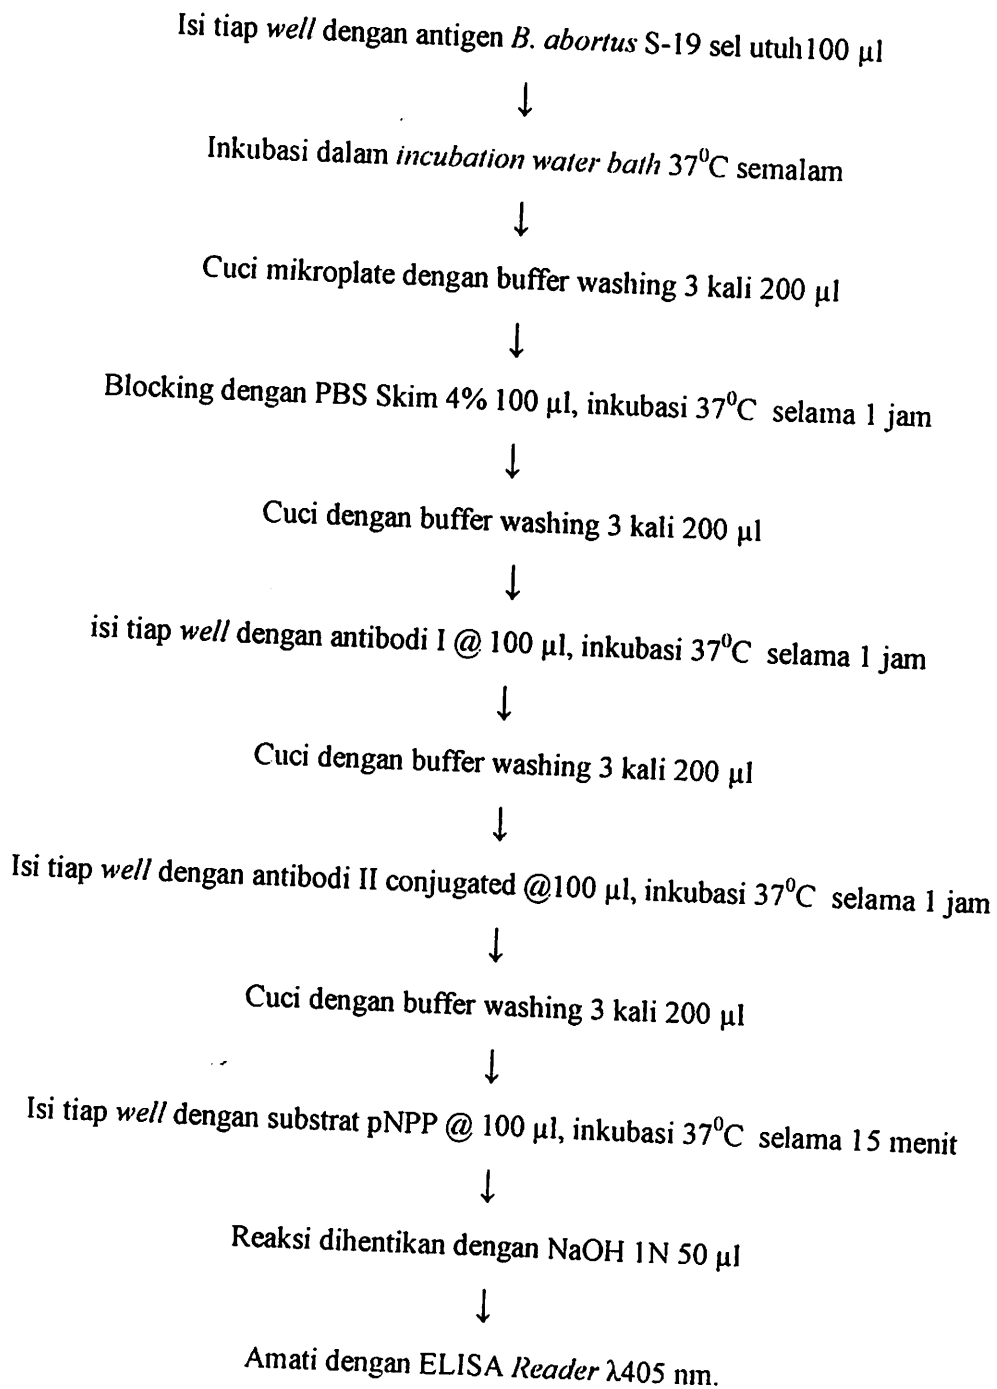 Isi tiap well dengan antigen B. abortus S-19 sel utuh100 µl
↓
Inkubasi dalam incubation water bath 37⁰C semalam
↓
Cuci mikroplate dengan buffer washing 3 kali 200 µl
↓
Blocking dengan PBS Skim 4% 100 µl, inkubasi 37⁰C selama 1 jam
↓
Cuci dengan buffer washing 3 kali 200 µl
↓
isi tiap well dengan antibodi I @ 100 µl, inkubasi 37⁰C selama 1 jam
↓
Cuci dengan buffer washing 3 kali 200 µl
↓
Isi tiap well dengan antibodi II conjugated @100 µl, inkubasi 37⁰C selama 1 jam
↓
Cuci dengan buffer washing 3 kali 200 µl
↓
Isi tiap well dengan substrat pNPP @ 100 µl, inkubasi 37⁰C selama 15 menit
↓
Reaksi dihentikan dengan NaOH 1N 50 µl
↓
Amati dengan ELISA Reader λ405 nm.